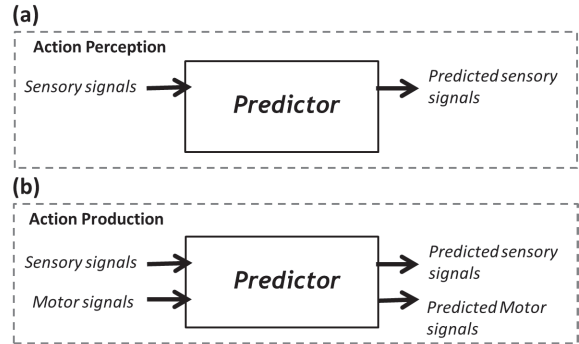 (a)
Action Perception
Sensory signals
Predictor
Predicted sensory
signals
(b)
Action Production
Sensory signals
Motor signals
Predictor
Predicted sensory
signals
Predicted Motor
signals